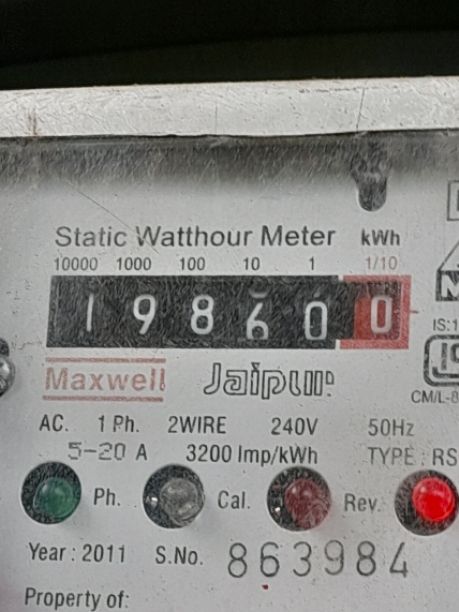 Static Watthour Meter kWh
10000 1000 100 10 1 1/10
1 9 8 6 0 0
Maxwell Jaipur
AC. 1 Ph. 2WIRE 240V 50Hz
5-20 A 3200 Imp/kWh TYPE : RS
Ph. Cal. Rev.
Year : 2011 S.No. 863984
Property of:
IS:1
CM/L-8